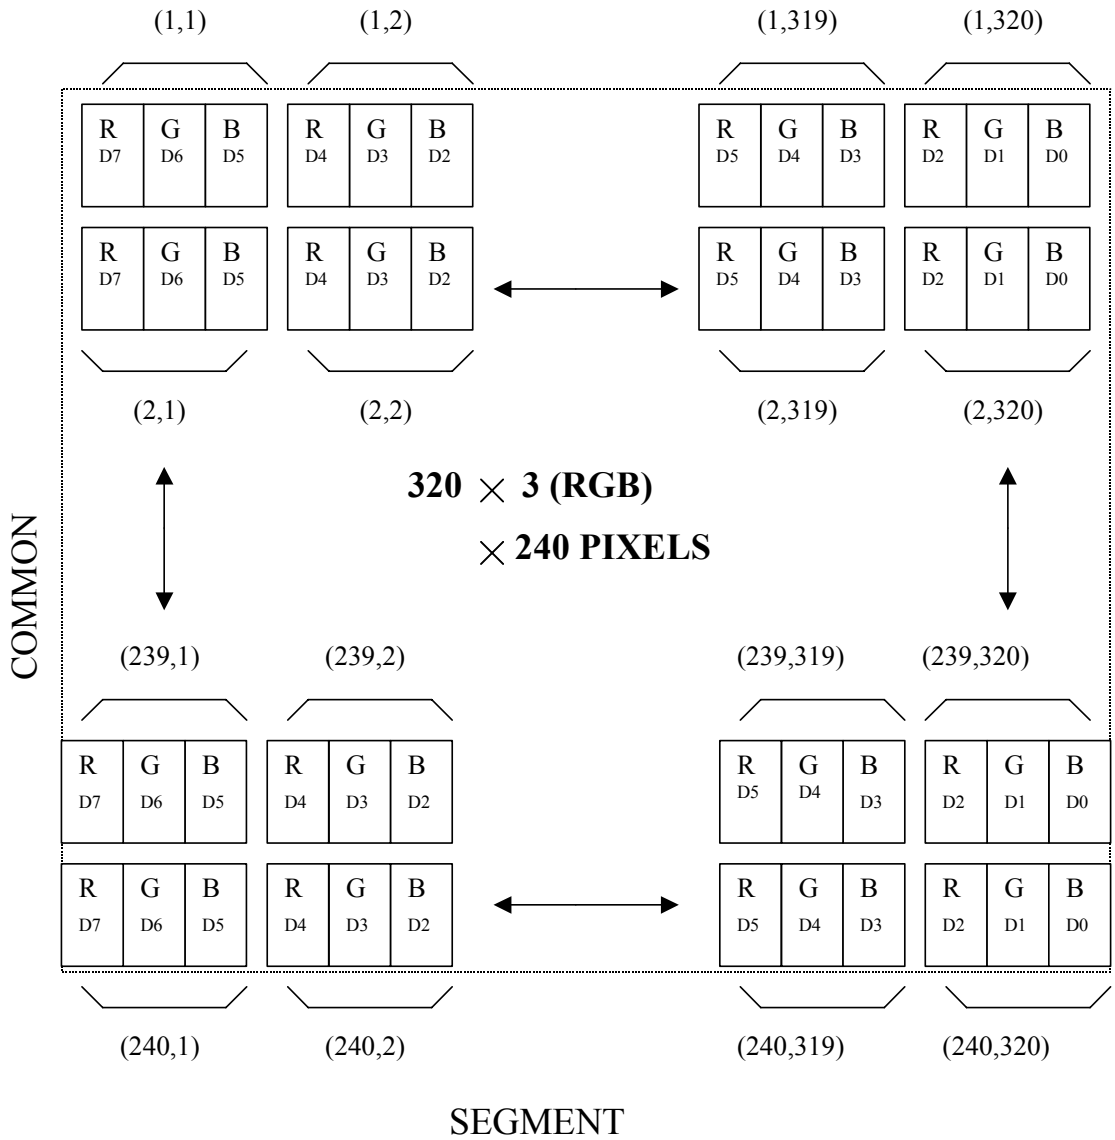 (1,1) (1,2) (1,319) (1,320)
R G B R G B R G B R G B
D7 D6 D5 D4 D3 D2 D5 D4 D3 D2 D1 D0
R G B R G B R G B R G B
D7 D6 D5 D4 D3 D2 D5 D4 D3 D2 D1 D0
(2,1) (2,2) (2,319) (2,320)
320 × 3 (RGB)
× 240 PIXELS
COMMON
(239,1) (239,2) (239,319) (239,320)
R G B R G B R G B R G B
D7 D6 D5 D4 D3 D2 D5 D4 D3 D2 D1 D0
R G B R G B R G B R G B
D7 D6 D5 D4 D3 D2 D5 D4 D3 D2 D1 D0
(240,1) (240,2) (240,319) (240,320)
SEGMENT